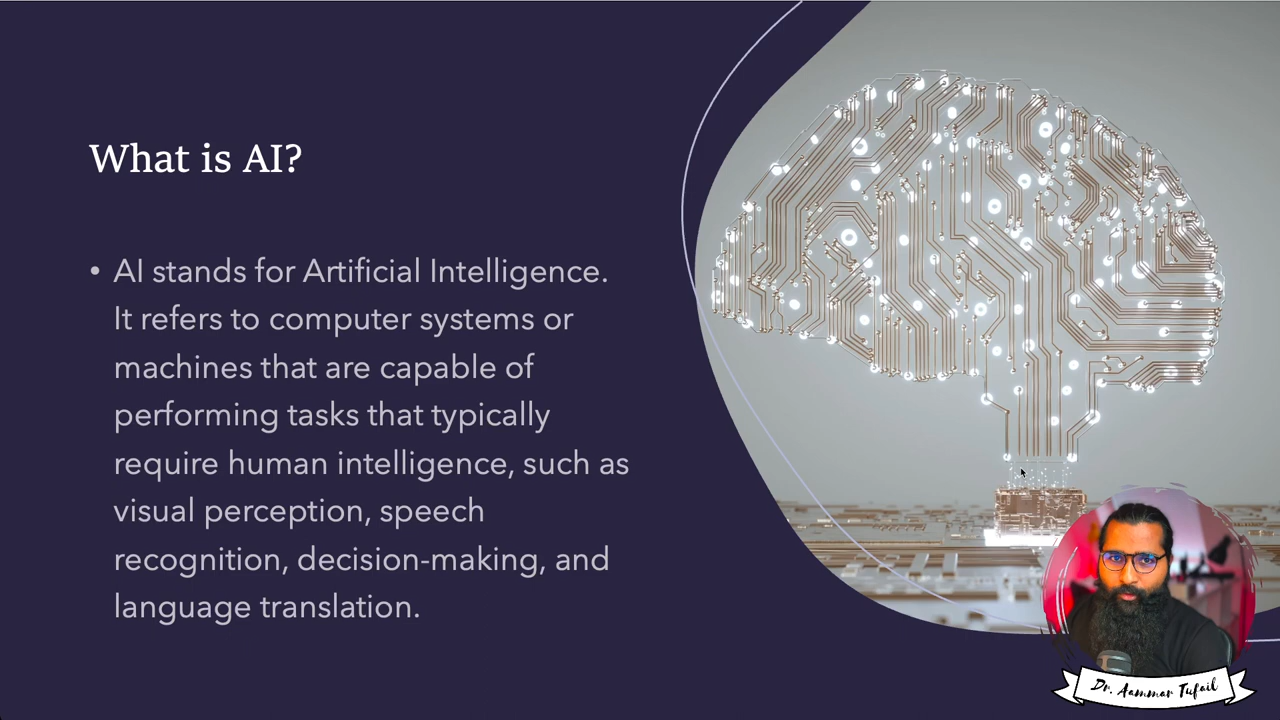 What is AI?
• AI stands for Artificial Intelligence.
It refers to computer systems or
machines that are capable of
performing tasks that typically
require human intelligence, such as
visual perception, speech
recognition, decision-making, and
language translation.
Dr. Aammar Tufail